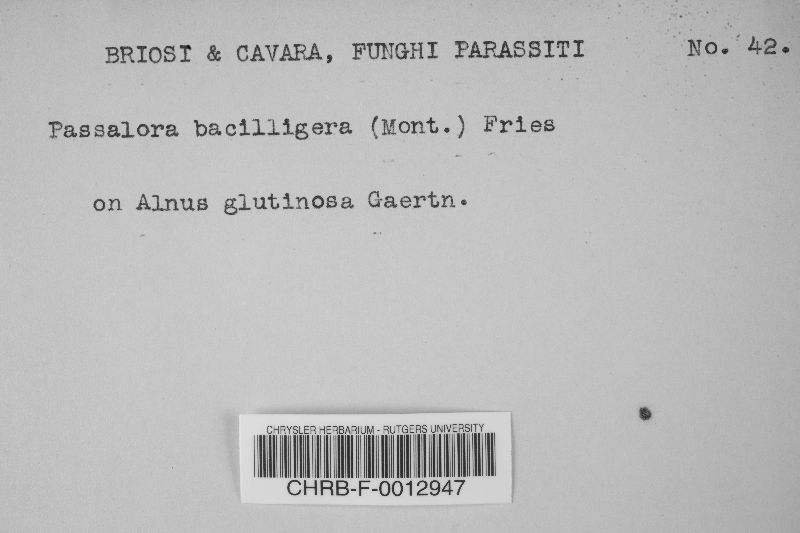 BRIOSI & CAVARA, FUNGHI PARASSITI No. 42.
Passalora bacilligera (Mont.) Fries
on Alnus glutinosa Gaertn.
CHRYSLER HERBARIUM - RUTGERS UNIVERSITY
CHRB-F-0012947